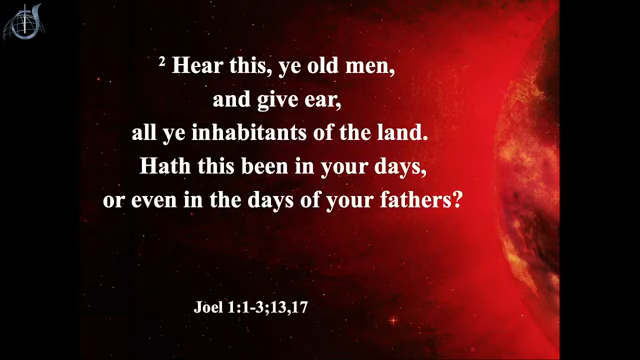 2 Hear this, ye old men,
and give ear,
all ye inhabitants of the land.
Hath this been in your days,
or even in the days of your fathers?
Joel 1:1-3;13,17